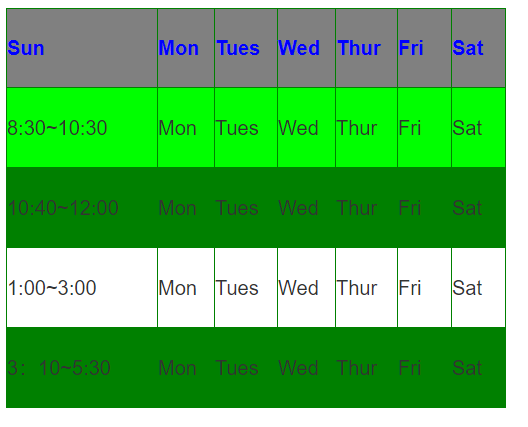 Sun Mon Tues Wed Thur Fri Sat
8:30~10:30 Mon Tues Wed Thur Fri Sat
10:40~12:00 Mon Tues Wed Thur Fri Sat
1:00~3:00 Mon Tues Wed Thur Fri Sat
3：10~5:30 Mon Tues Wed Thur Fri Sat